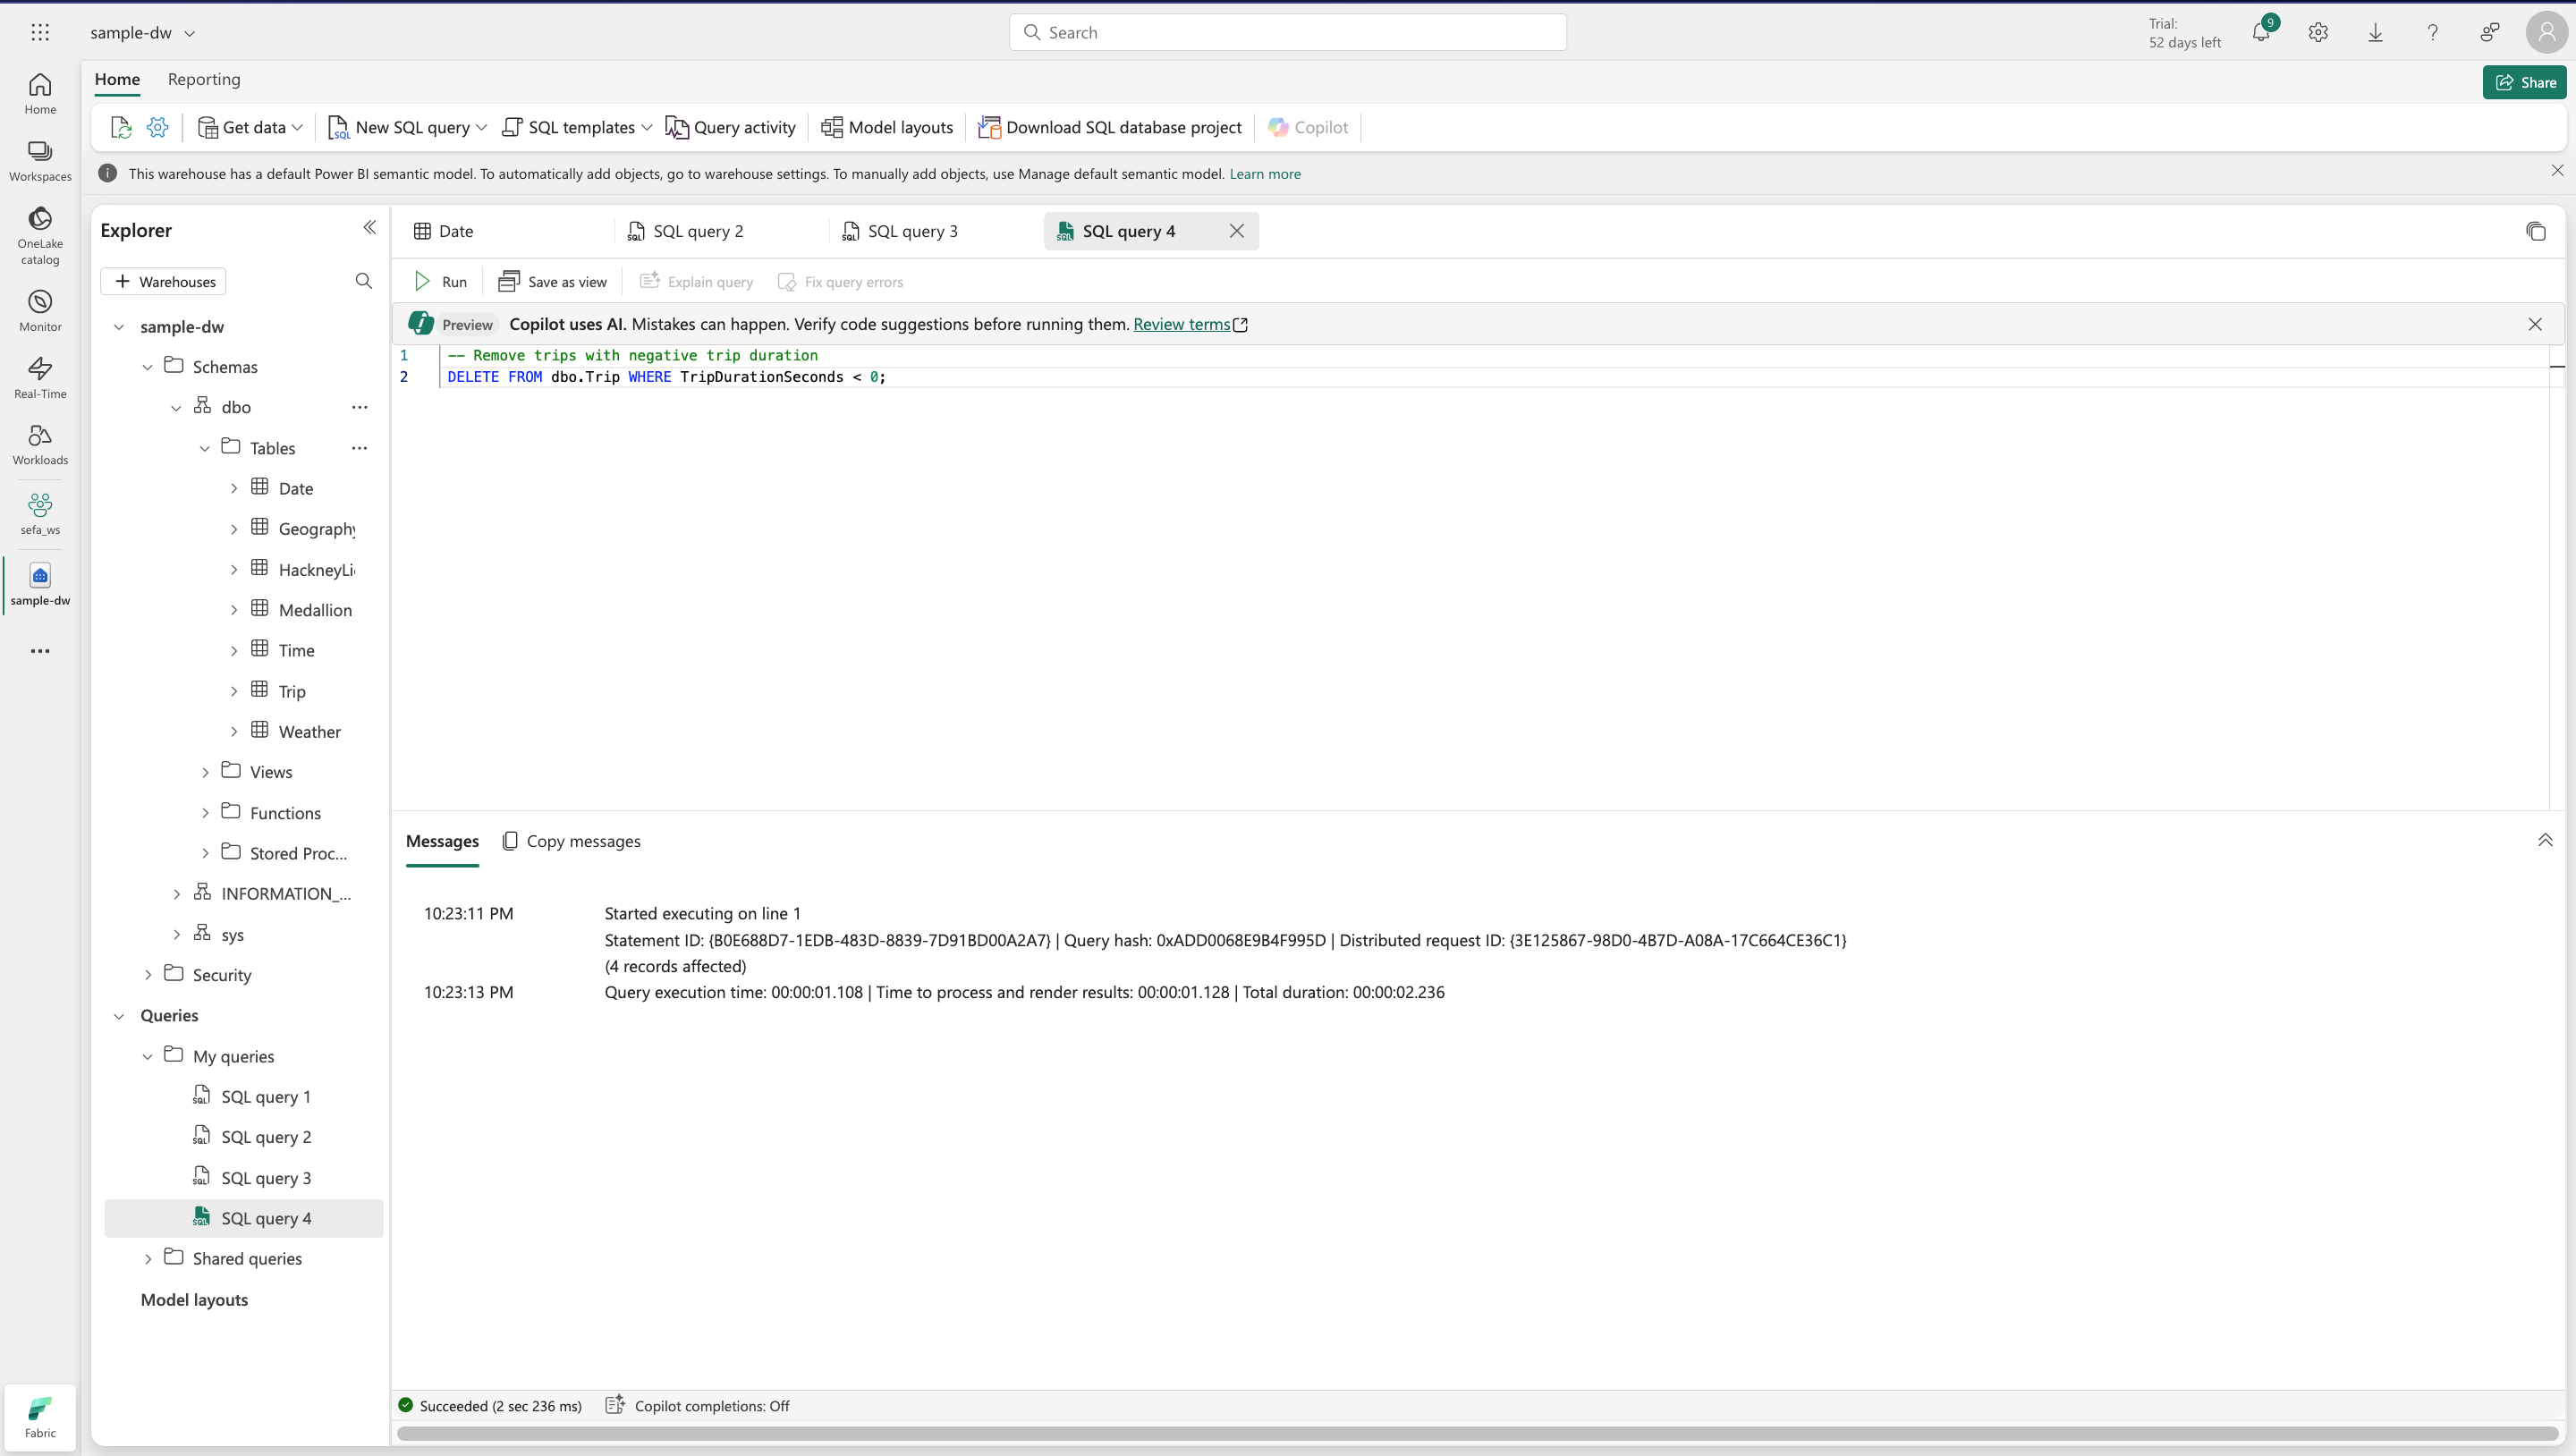 sample-dw
Search
Trial:
52 days left
9
Home
Reporting
Share
Get data
New SQL query
SQL templates
Query activity
Model layouts
Download SQL database project
Copilot
This warehouse has a default Power BI semantic model. To automatically add objects, go to warehouse settings. To manually add objects, use Manage default semantic model. Learn more
Home
Workspaces
OneLake
catalog
Monitor
Real-Time
Workloads
sefa_ws
sample-dw
Fabric
Explorer
Warehouses
sample-dw
Schemas
dbo
Tables
Date
Geography
HackneyLi
Medallion
Time
Trip
Weather
Views
Functions
Stored Proc...
INFORMATION_...
sys
Security
Queries
My queries
SQL query 1
SQL query 2
SQL query 3
SQL query 4
Shared queries
Model layouts
Date
SQL query 2
SQL query 3
SQL query 4
Run
Save as view
Explain query
Fix query errors
Preview Copilot uses AI. Mistakes can happen. Verify code suggestions before running them. Review terms
1 -- Remove trips with negative trip duration
2 DELETE FROM dbo.Trip WHERE TripDurationSeconds < 0;
Messages
Copy messages
10:23:11 PM Started executing on line 1
Statement ID: {B0E688D7-1EDB-483D-8839-7D91BD00A2A7} | Query hash: 0xADD0068E9B4F995D | Distributed request ID: {3E125867-98D0-4B7D-A08A-17C664CE36C1}
(4 records affected)
10:23:13 PM Query execution time: 00:00:01.108 | Time to process and render results: 00:00:01.128 | Total duration: 00:00:02.236
Succeeded (2 sec 236 ms)
Copilot completions: Off